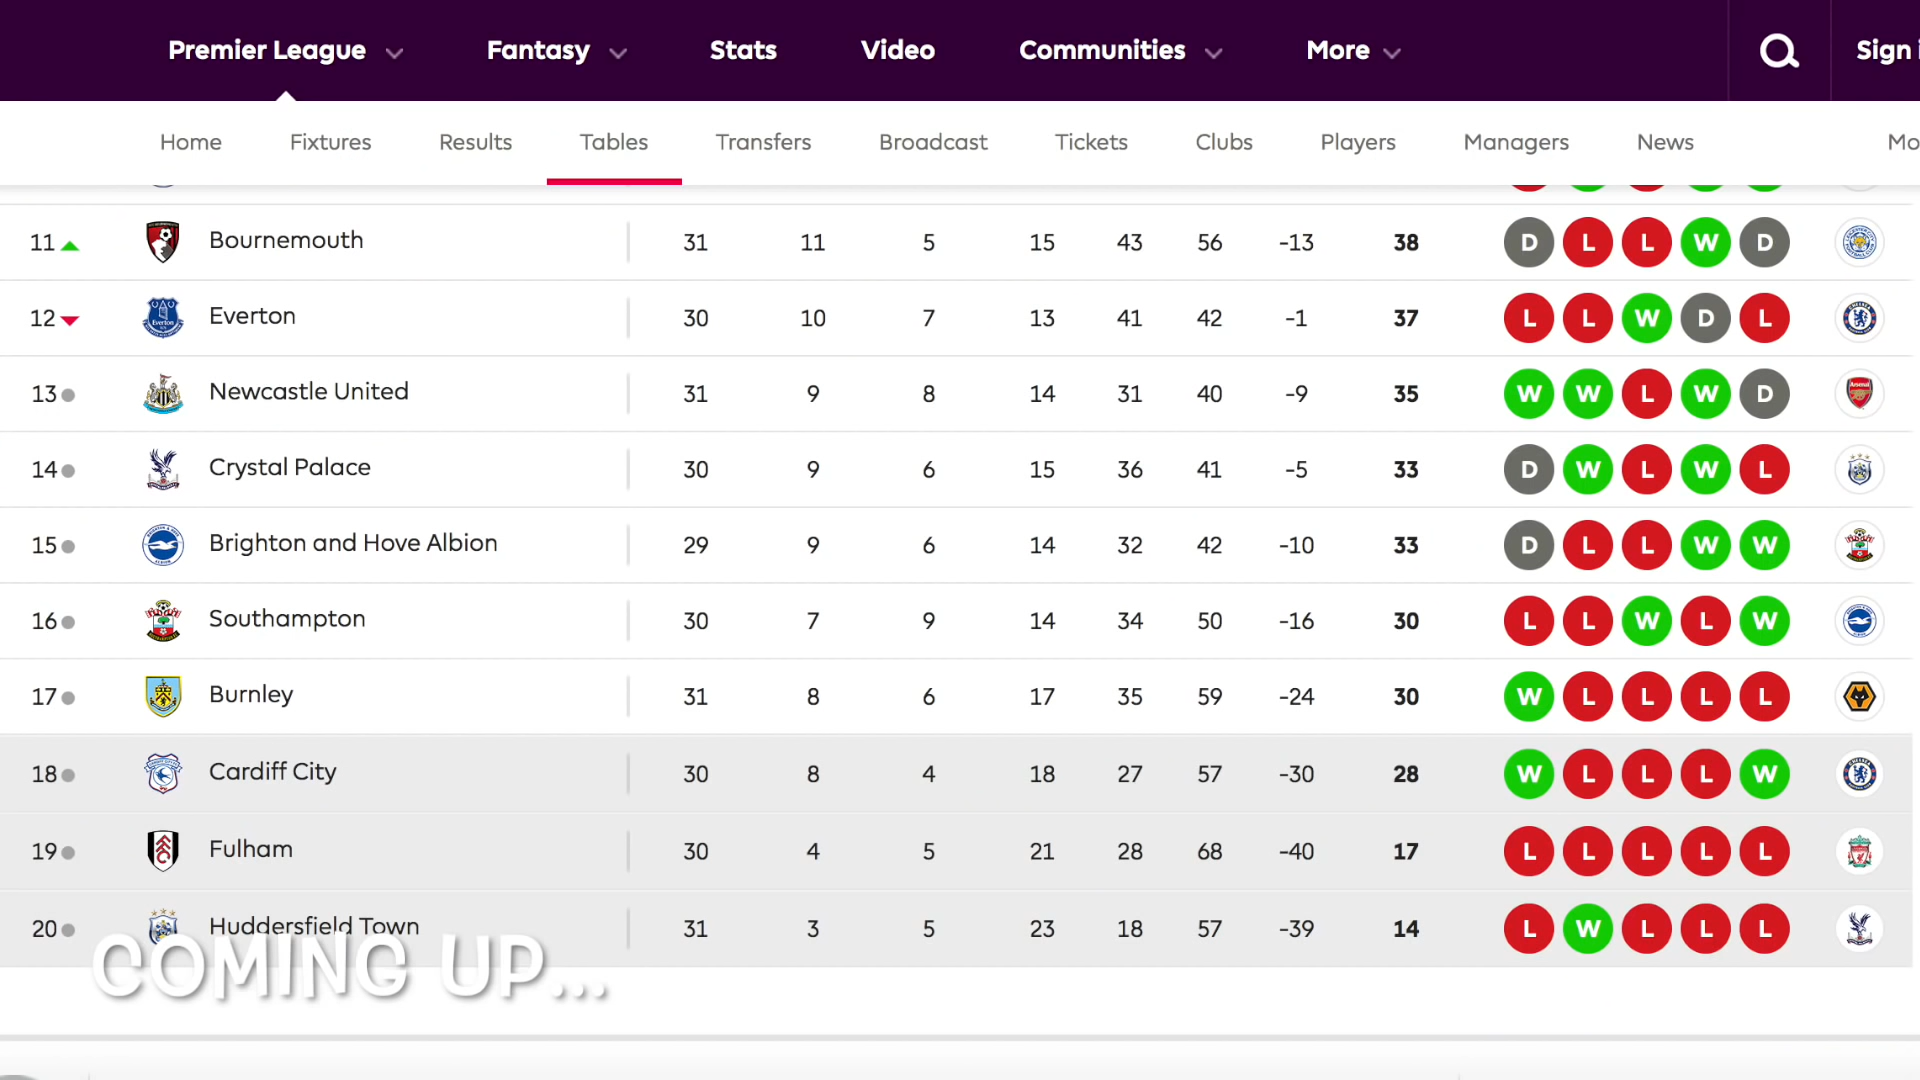 Premier League Fantasy Stats Video Communities More Sign i
Home Fixtures Results Tables Transfers Broadcast Tickets Clubs Players Managers News Mo
11 Bournemouth 31 11 5 15 43 56 -13 38 D L L W D
12 Everton 30 10 7 13 41 42 -1 37 L L W D L
13 Newcastle United 31 9 8 14 31 40 -9 35 W W L W D
14 Crystal Palace 30 9 6 15 36 41 -5 33 D W L W L
15 Brighton and Hove Albion 29 9 6 14 32 42 -10 33 D L L W W
16 Southampton 30 7 9 14 34 50 -16 30 L L W L W
17 Burnley 31 8 6 17 35 59 -24 30 W L L L L
18 Cardiff City 30 8 4 18 27 57 -30 28 W L L L W
19 Fulham 30 4 5 21 28 68 -40 17 L L L L L
20 Huddersfield Town 31 3 5 23 18 57 -39 14 L W L L L
COMING UP...